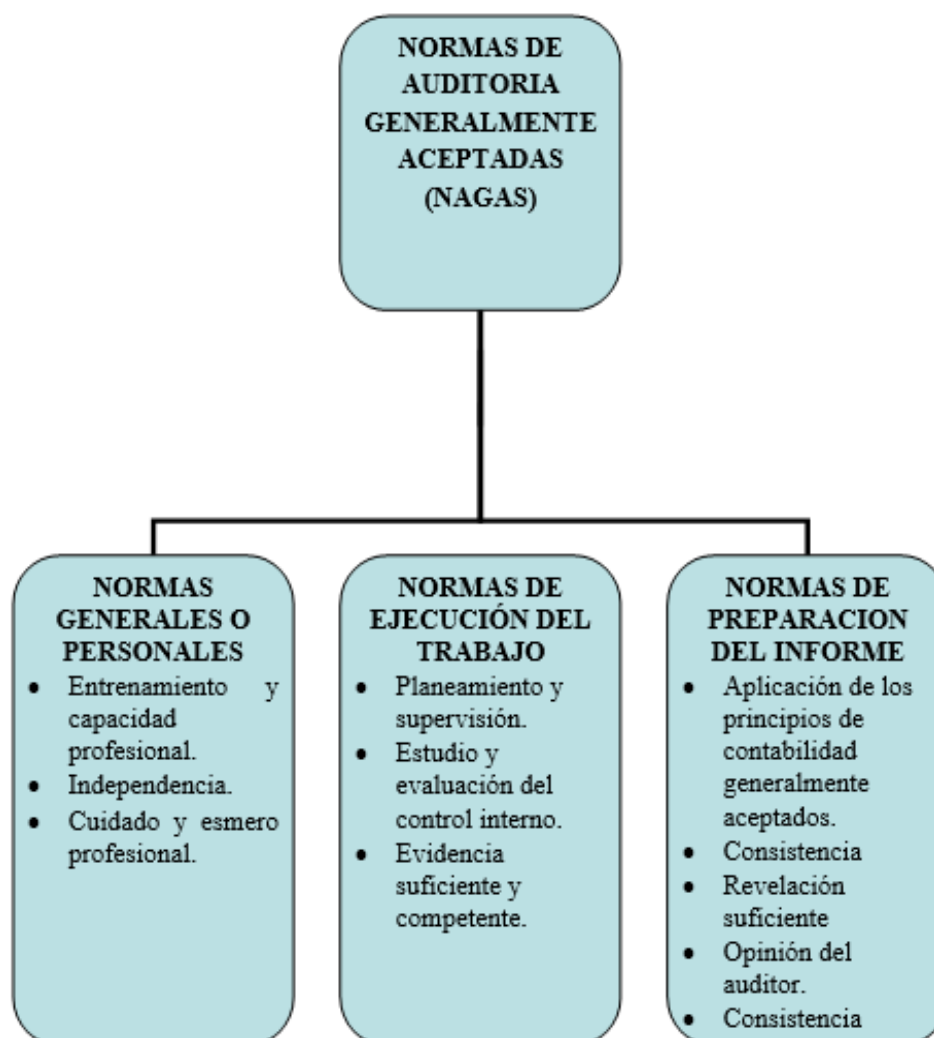 NORMAS DE
AUDITORIA
GENERALMENTE
ACEPTADAS
(NAGAS)
NORMAS
GENERALES O
PERSONALES
• Entrenamiento y
capacidad
profesional.
• Independencia.
• Cuidado y esmero
profesional.
NORMAS DE
EJECUCIÓN DEL
TRABAJO
• Planeamiento y
supervisión.
• Estudio y
evaluación del
control interno.
• Evidencia
suficiente y
competente.
NORMAS DE
PREPARACION
DEL INFORME
• Aplicación de los
principios de
contabilidad
generalmente
aceptados.
• Consistencia
• Revelación
suficiente
• Opinión del
auditor.
• Consistencia